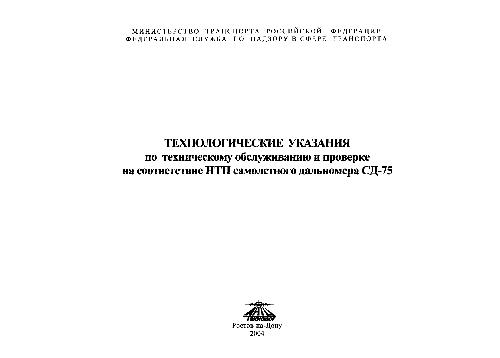 МИНИСТЕРСТВО ТРАНСПОРТА РОССИЙСКОЙ ФЕДЕРАЦИИ
ФЕДЕРАЛЬНАЯ СЛУЖБА ПО НАДЗОРУ В СФЕРЕ ТРАНСПОРТА
ТЕХНОЛОГИЧЕСКИЕ УКАЗАНИЯ
по техническому обслуживанию и проверке
на соответствие НТП самолетного дальномера СД-75
Ростов-на-Дону
2004